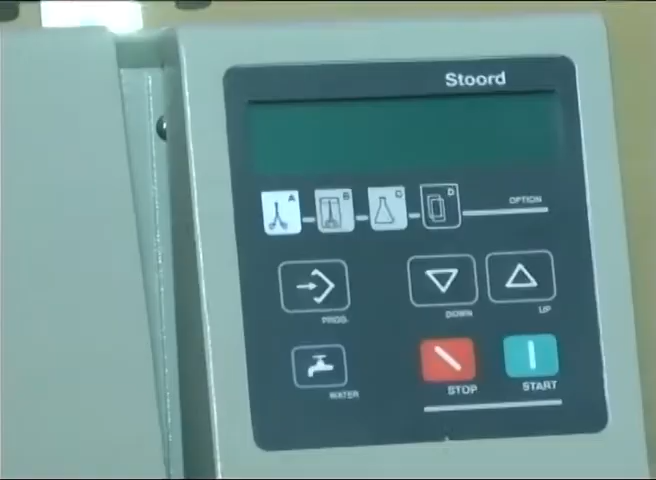 Stoord
A B C D
OPTION
PROG.
DOWN
UP
WATER
STOP
START